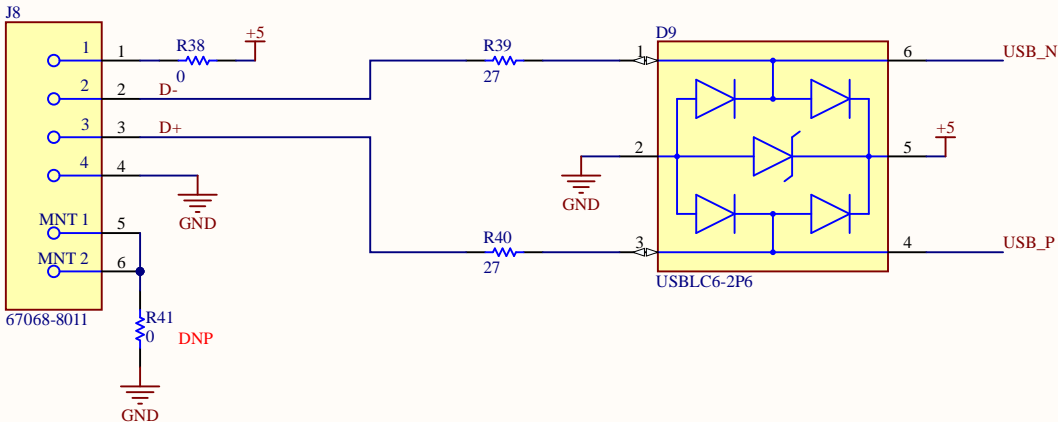 J8
67068-8011
1
2
3
4
MNT 1
MNT 2
1
2
3
4
5
6
R38
0
+5
D-
D+
GND
R41
0
DNP
GND
R39
27
R40
27
D9
USBLC6-2P6
1
2
3
6
5
4
GND
USB_N
+5
USB_P